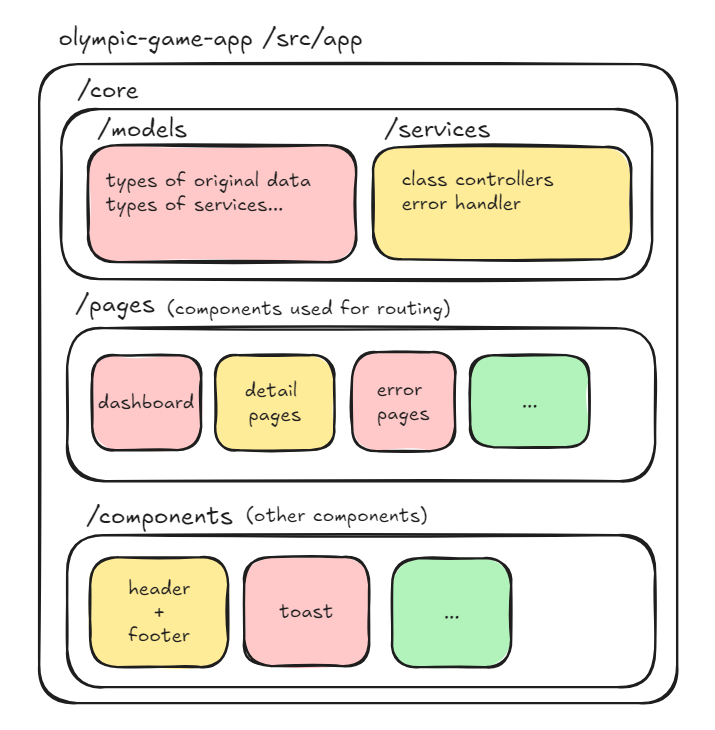 olympic-game-app /src/app
/core
/models
types of original data
types of services...
/services
class controllers
error handler
/pages (components used for routing)
dashboard
detail
pages
error
pages
...
/components (other components)
header
+
footer
toast
...